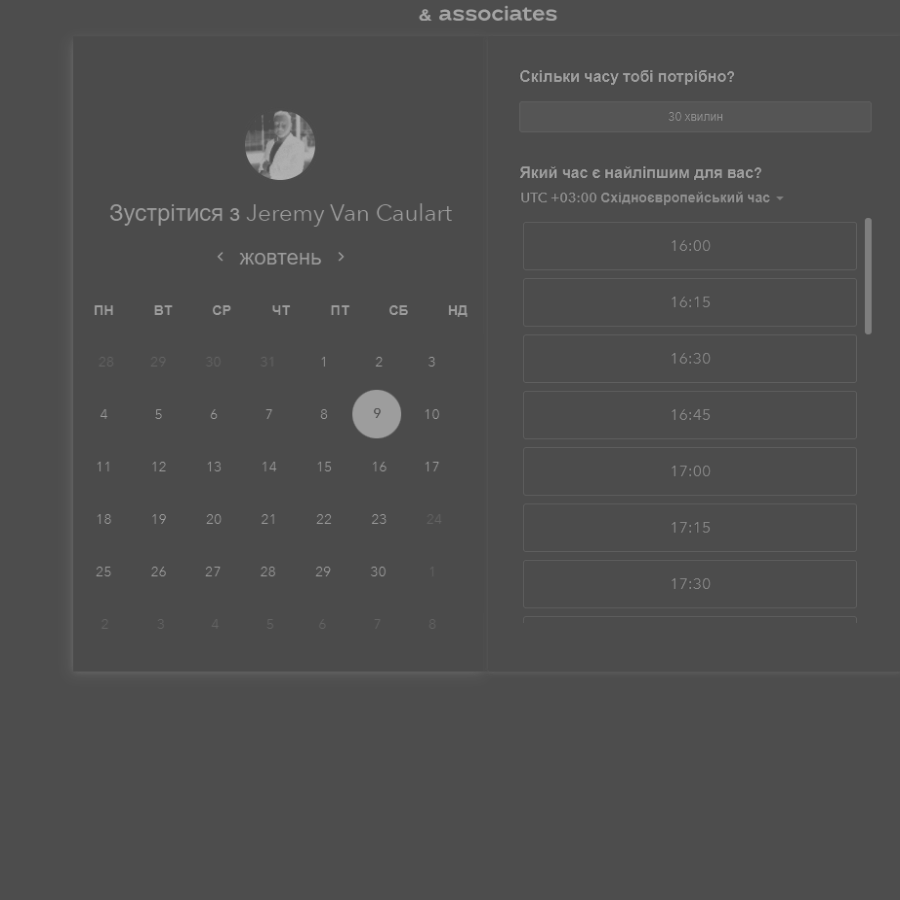 & associates
Зустрітися з Jeremy Van Caulart
жовтень
ПН ВТ СР ЧТ ПТ СБ НД
28 29 30 31 1 2 3
4 5 6 7 8 9 10
11 12 13 14 15 16 17
18 19 20 21 22 23 24
25 26 27 28 29 30 1
2 3 4 5 6 7 8
Скільки часу тобі потрібно?
30 хвилин
Який час є найліпшим для вас?
UTC +03:00 Східноєвропейський час
16:00
16:15
16:30
16:45
17:00
17:15
17:30